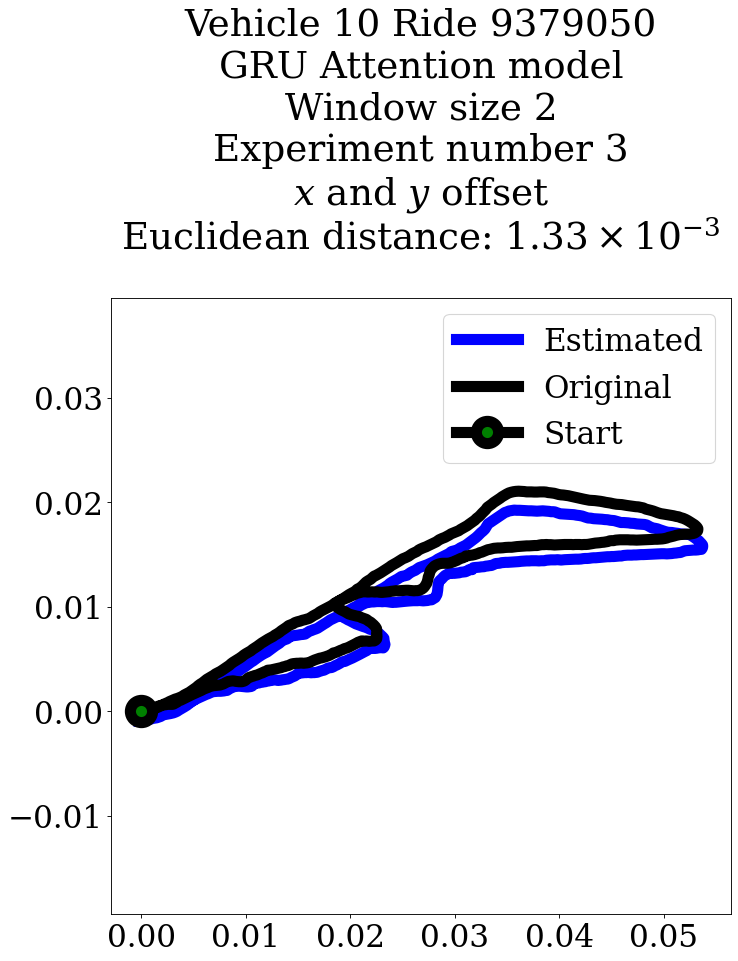 Vehicle 10 Ride 9379050
GRU Attention model
Window size 2
Experiment number 3
x and y offset
Euclidean distance: 1.33 × 10⁻³
Estimated
Original
Start
0.03
0.02
0.01
0.00
−0.01
0.00 0.01 0.02 0.03 0.04 0.05